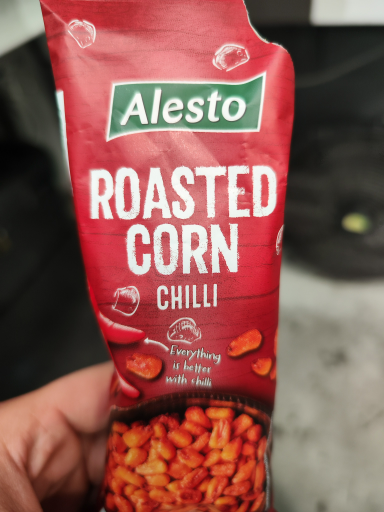 Alesto
ROASTED
CORN
CHILLI
Everything
is better
with chilli